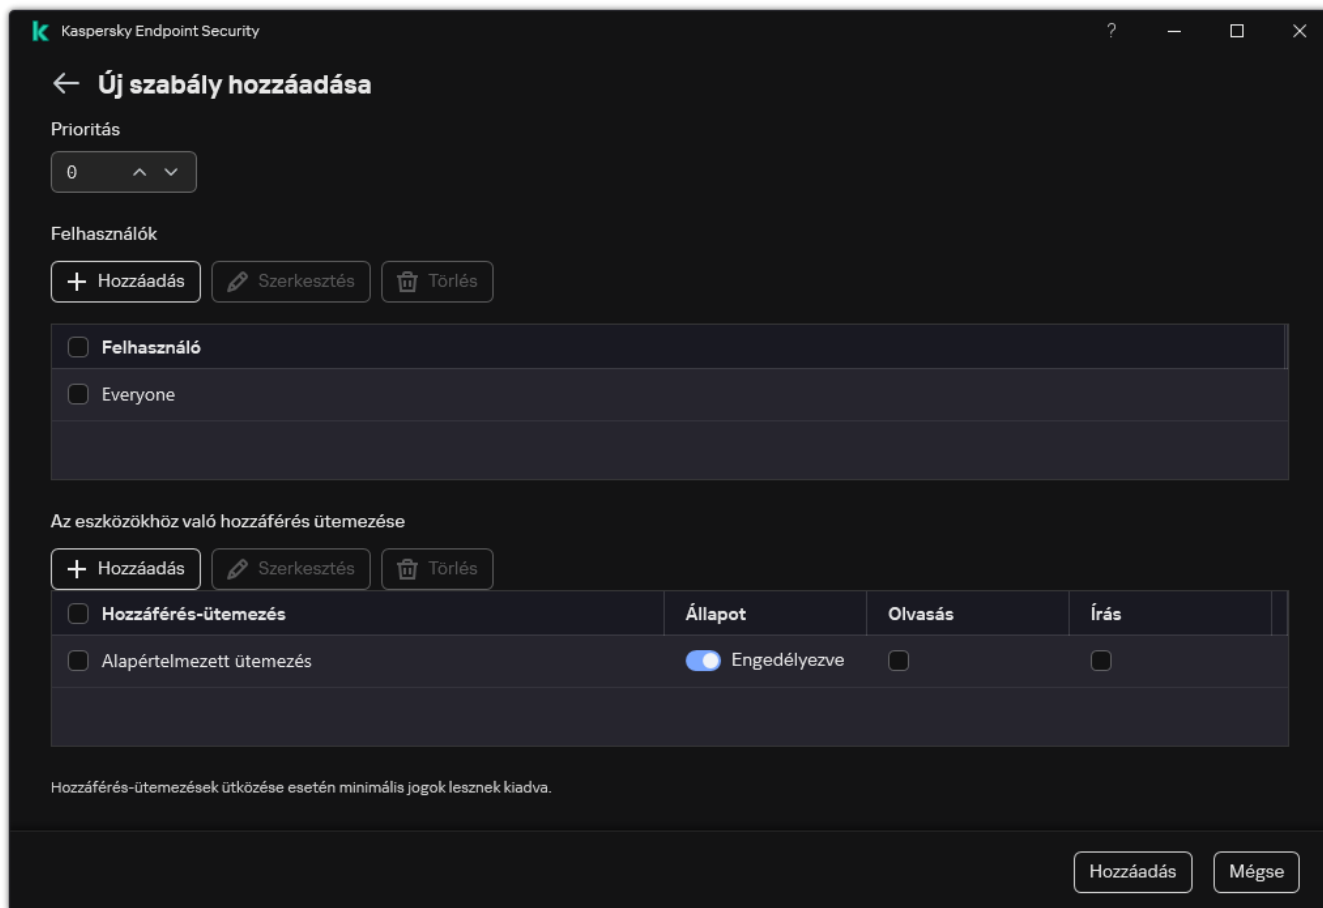 Kaspersky Endpoint Security ?
Új szabály hozzáadása
Prioritás
0
Felhasználók
Hozzáadás Szerkesztés Törlés
Felhasználó
Everyone
Az eszközökhöz való hozzáférés ütemezése
Hozzáadás Szerkesztés Törlés
Hozzáférés-ütemezés Állapot Olvasás Írás
Alapértelmezett ütemezés Engedélyezve
Hozzáférés-ütemezések ütközése esetén minimális jogok lesznek kiadva.
Hozzáadás Mégse